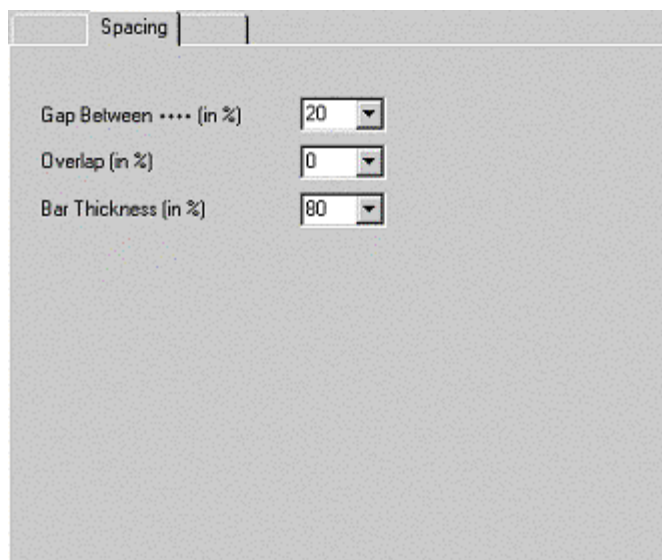 Spacing
Gap Between •••• (in %) 20
Overlap (in %) 0
Bar Thickness (in %) 80